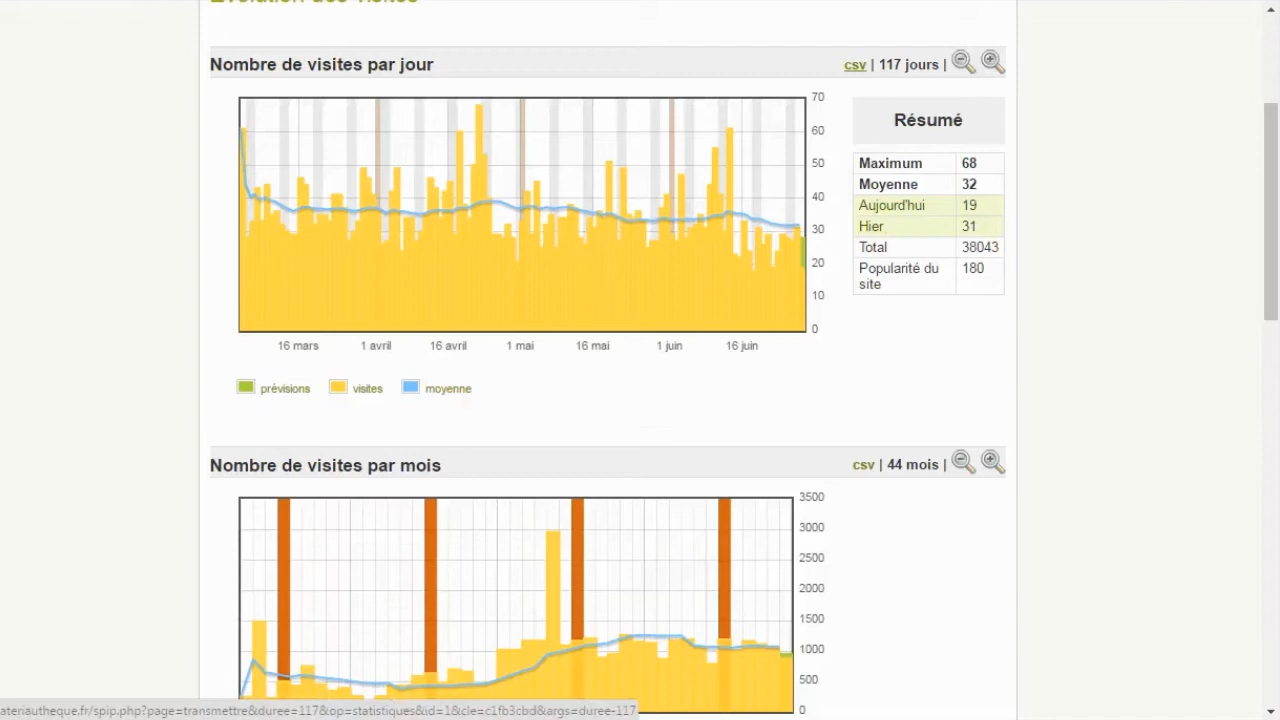 Evolution des visites
Nombre de visites par jour
csv | 117 jours |
70
60
50
40
30
20
10
0
16 mars 1 avril 16 avril 1 mai 16 mai 1 juin 16 juin
prévisions visites moyenne
Résumé
Maximum 68
Moyenne 32
Aujourd'hui 19
Hier 31
Total 38043
Popularité du
site 180
Nombre de visites par mois
csv | 44 mois |
3500
3000
2500
2000
1500
1000
500
0
ateriautheque.fr/spip.php?page=transmettre&duree=117&op=statistiques&id=1&cle=c1fb3cbd&args=duree-117